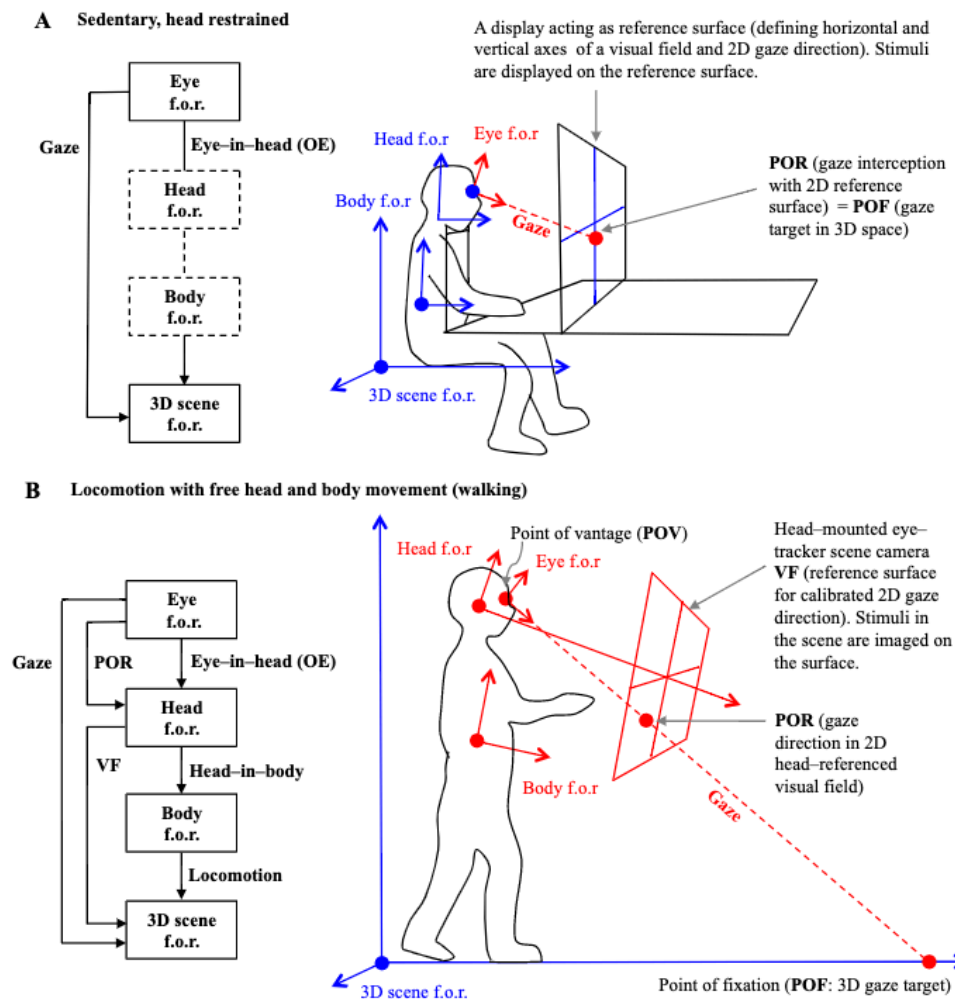 A Sedentary, head restrained
A display acting as reference surface (defining horizontal and
vertical axes of a visual field and 2D gaze direction). Stimuli
are displayed on the reference surface.
Eye
f.o.r.
Gaze
Eye–in–head (OE)
Head
f.o.r.
Body
f.o.r.
3D scene
f.o.r.
Head f.o.r
Eye f.o.r
Body f.o.r
Gaze
3D scene f.o.r.
POR (gaze interception
with 2D reference
surface) = POF (gaze
target in 3D space)
B Locomotion with free head and body movement (walking)
Eye
f.o.r.
Gaze
POR
Eye–in–head (OE)
Head
f.o.r.
VF
Head–in–body
Body
f.o.r.
Locomotion
3D scene
f.o.r.
Point of vantage (POV)
Head f.o.r
Eye f.o.r
Body f.o.r
Gaze
Head–mounted eye–
tracker scene camera
VF (reference surface
for calibrated 2D gaze
direction). Stimuli in
the scene are imaged on
the surface.
POR (gaze
direction in 2D
head–referenced
visual field)
3D scene f.o.r.
Point of fixation (POF: 3D gaze target)